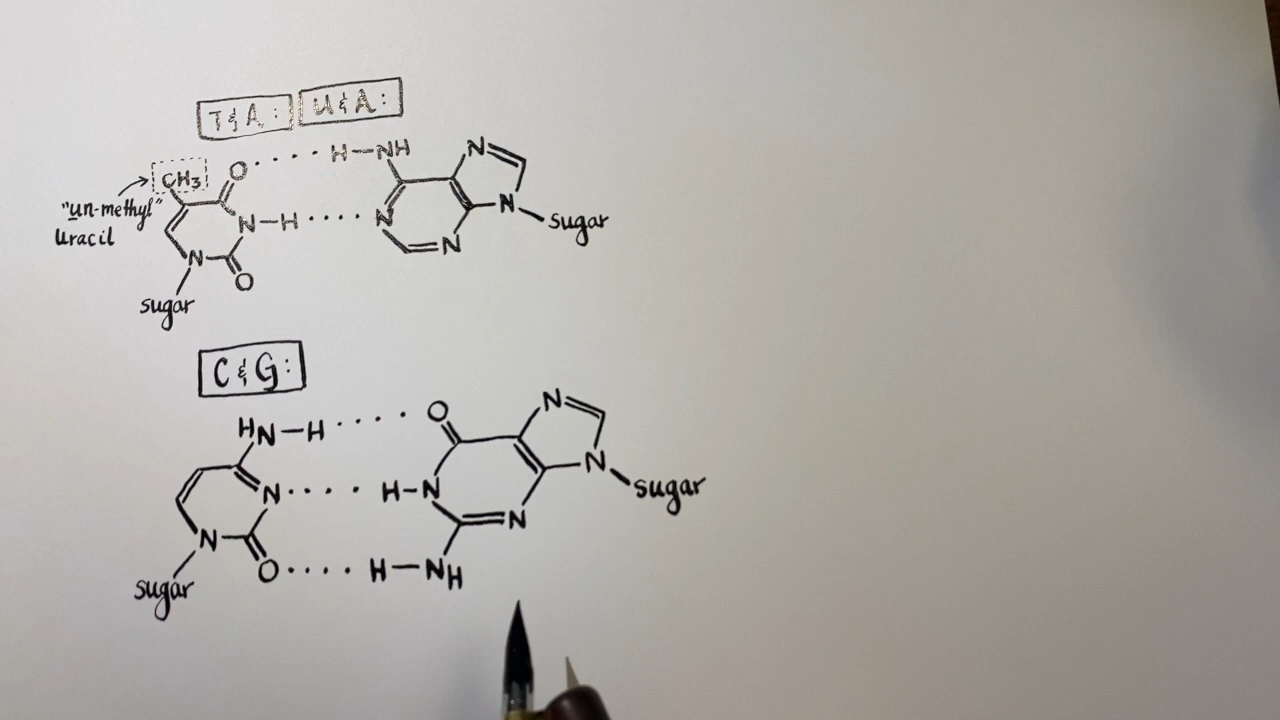 T & A : U & A :
O .... H–NH N
CH3
"un-methyl" N–H .... N N sugar
Uracil
N N
O
sugar
C & G :
HN–H .... O N
N .... H–N N sugar
N N
O .... H–NH
sugar